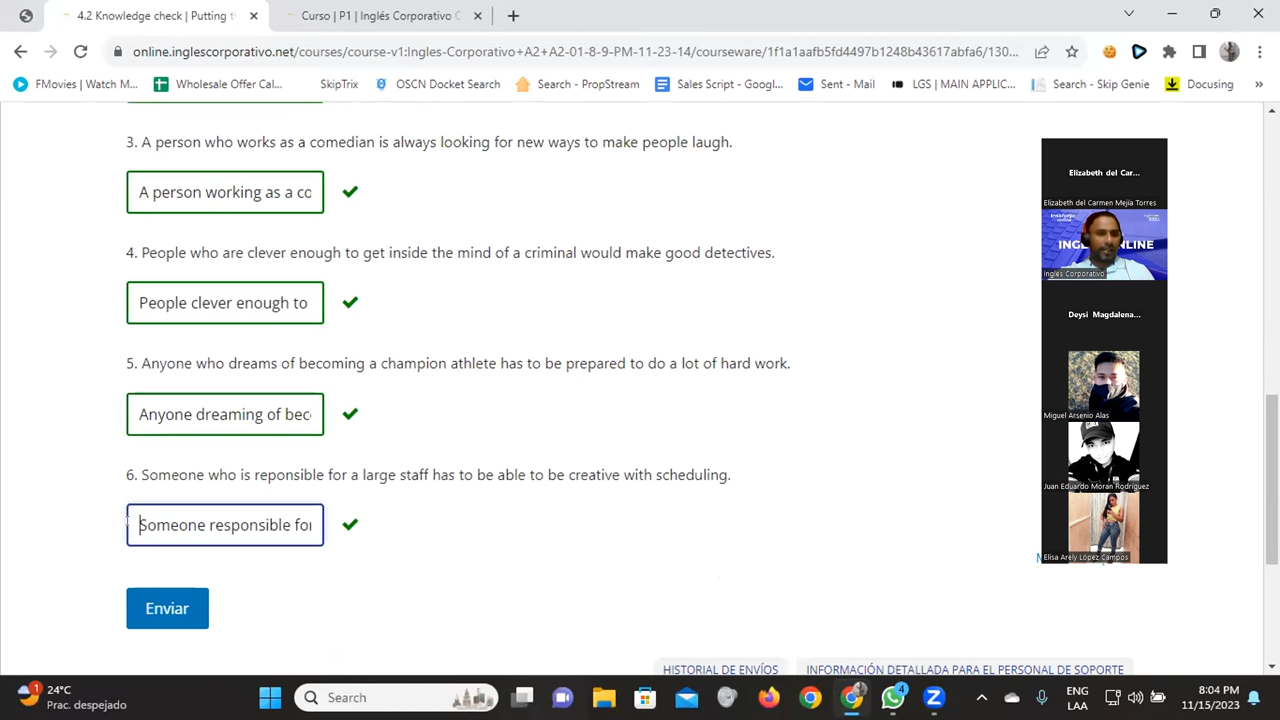 4.2 Knowledge check | Putting t
Curso | P1 | Inglés Corporativo C
online.inglescorporativo.net/courses/course-v1:Ingles-Corporativo+A2+A2-01-8-9-PM-11-23-14/courseware/1f1a1aafb5fd4497b1248b43617abfa6/130...
FMovies | Watch M...
Wholesale Offer Cal...
SkipTrix
OSCN Docket Search
Search - PropStream
Sales Script - Googl...
Sent - Mail
LGS | MAIN APPLIC...
Search - Skip Genie
Docusing
3. A person who works as a comedian is always looking for new ways to make people laugh.
A person working as a co
4. People who are clever enough to get inside the mind of a criminal would make good detectives.
People clever enough to
5. Anyone who dreams of becoming a champion athlete has to be prepared to do a lot of hard work.
Anyone dreaming of bec
6. Someone who is reponsible for a large staff has to be able to be creative with scheduling.
Someone responsible for
Enviar
HISTORIAL DE ENVÍOS
INFORMACIÓN DETALLADA PARA EL PERSONAL DE SOPORTE
Elizabeth del Car...
Elizabeth del Carmen Mejía Torres
Inglés Corporativo
Deysi Magdalena...
Miguel Arsenio Alas
Juan Eduardo Moran Rodriguez
Elisa Arely López Campos
1
24°C
Prac. despejado
Search
4
ENG
LAA
8:04 PM
11/15/2023